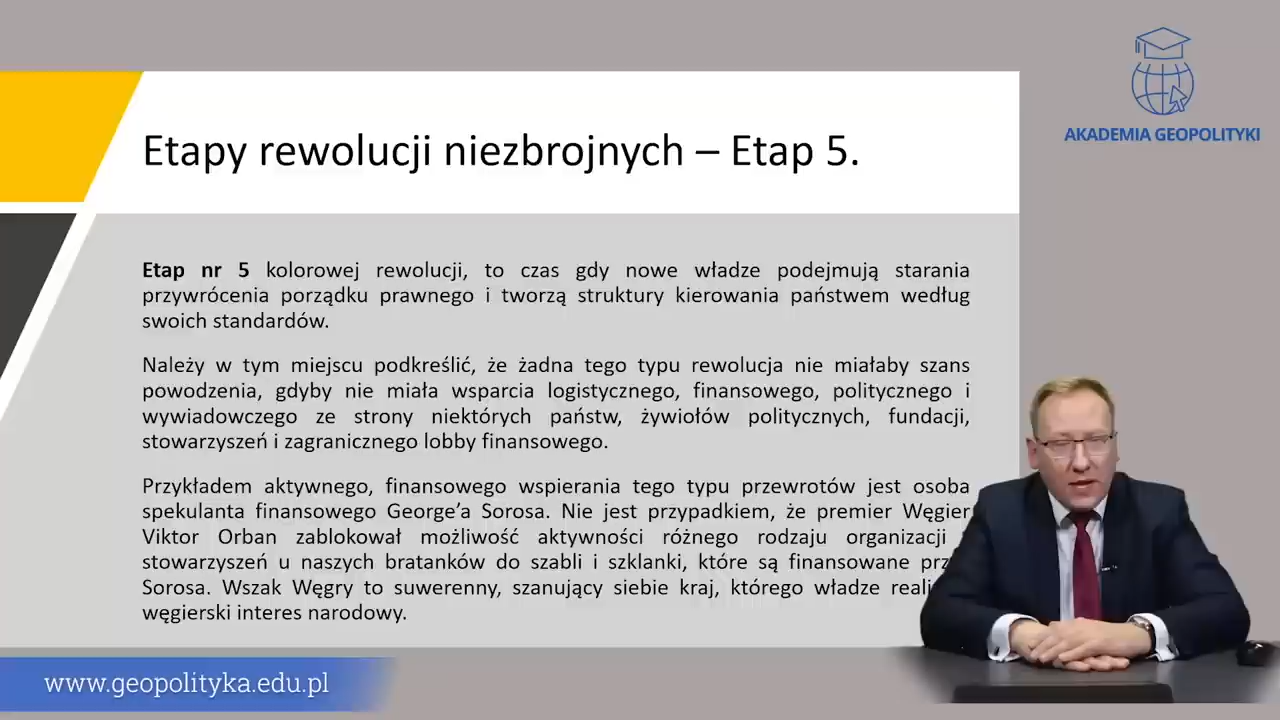 AKADEMIA GEOPOLITYKI
Etapy rewolucji niezbrojnych – Etap 5.
Etap nr 5 kolorowej rewolucji, to czas gdy nowe władze podejmują starania
przywrócenia porządku prawnego i tworzą struktury kierowania państwem według
swoich standardów.
Należy w tym miejscu podkreślić, że żadna tego typu rewolucja nie miałaby szans
powodzenia, gdyby nie miała wsparcia logistycznego, finansowego, politycznego i
wywiadowczego ze strony niektórych państw, żywiołów politycznych, fundacji,
stowarzyszeń i zagranicznego lobby finansowego.
Przykładem aktywnego, finansowego wspierania tego typu przewrotów jest osoba
spekulanta finansowego George’a Sorosa. Nie jest przypadkiem, że premier Węgier
Viktor Orban zablokował możliwość aktywności różnego rodzaju organizacji
stowarzyszeń u naszych bratanków do szabli i szklanki, które są finansowane
Sorosa. Wszak Węgry to suwerenny, szanujący siebie kraj, którego władze
węgierski interes narodowy.
www.geopolityka.edu.pl